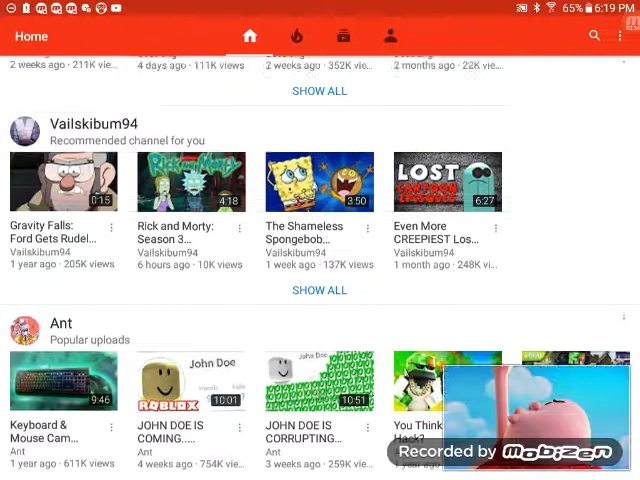 65% 6:19 PM
Home
2 weeks ago · 211K vie...
4 days ago · 111K views
2 weeks ago · 352K vie...
2 months ago · 22K vie...
SHOW ALL
Vailskibum94
Recommended channel for you
0:15
RICK AND MORTY
4:18
3:50
LOST
CARTOON
EPISODES
6:27
Gravity Falls:
Ford Gets Rudel...
Vailskibum94
1 year ago · 205K views
Rick and Morty:
Season 3...
Vailskibum94
6 hours ago · 10K views
The Shameless
Spongebob...
Vailskibum94
1 week ago · 137K views
Even More
CREEPIEST Los...
Vailskibum94
1 month ago · 248K vi...
SHOW ALL
Ant
Popular uploads
9:46
John Doe
ROBLOX
10:01
John Doe
10:51
Keyboard &
Mouse Cam...
Ant
1 year ago · 611K views
JOHN DOE IS
COMING.....
Ant
4 weeks ago · 754K vie...
JOHN DOE IS
CORRUPTING...
Ant
3 weeks ago · 259K vie...
You Think
Hack?
Recorded by mobizen